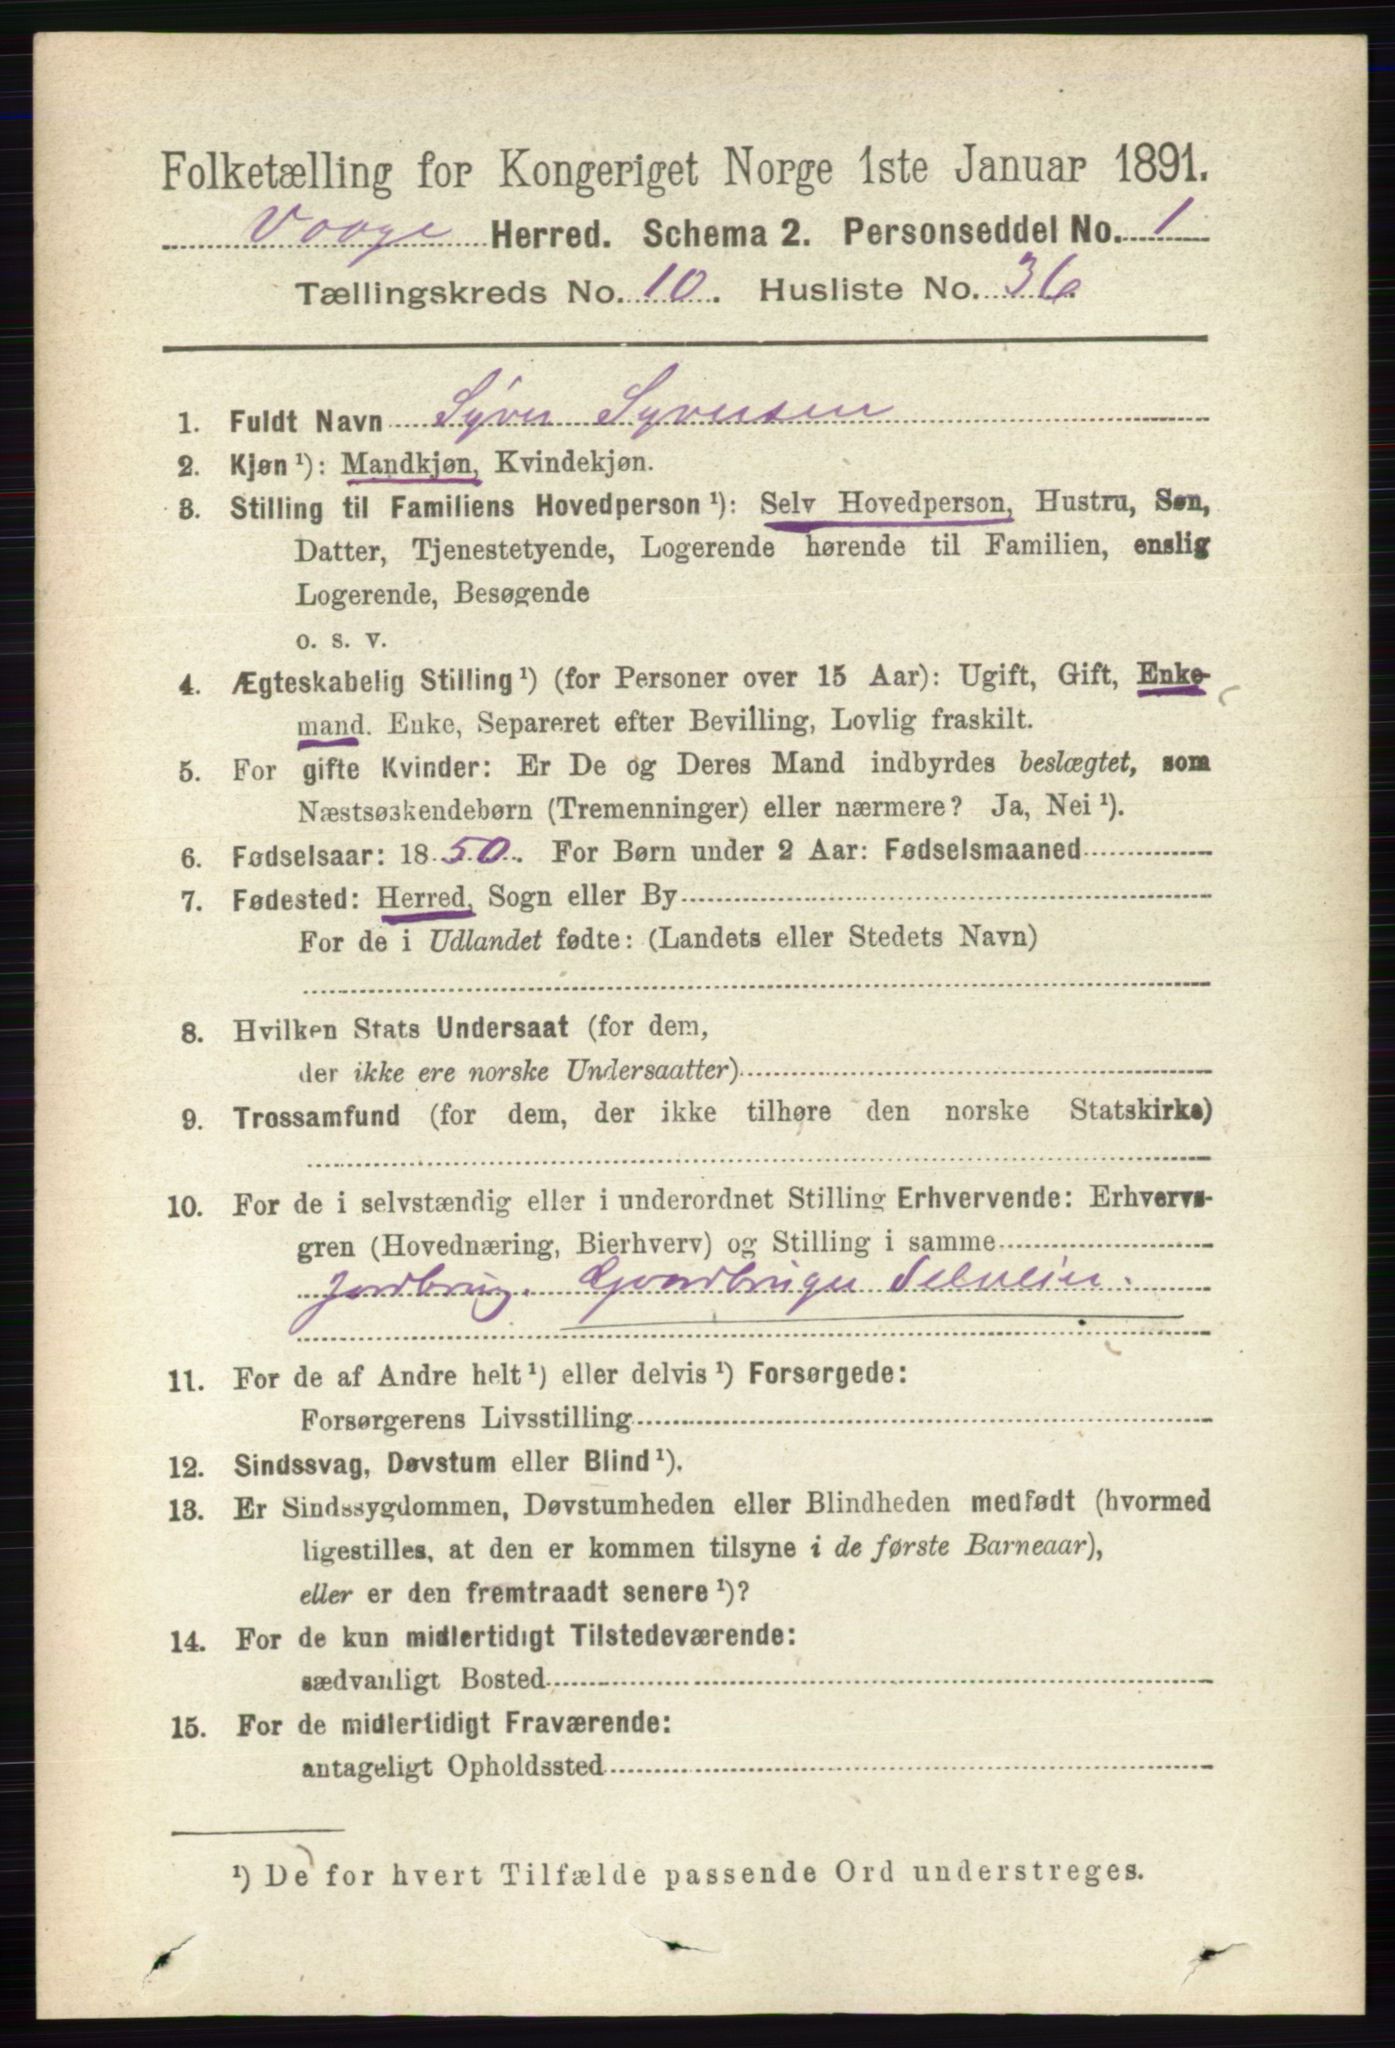 Folketælling for Kongeriget Norge 1ste Januar 1891.
Vaage Herred. Schema 2. Personseddel No. 1
Tællingskreds No. 10. Husliste No. 36
1. Fuldt Navn Syver Syversen
2. Kjøn ¹): Mandkjøn, Kvindekjøn.
3. Stilling til Familiens Hovedperson ¹): Selv Hovedperson, Hustru, Søn,
Datter, Tjenestetyende, Logerende hørende til Familien, enslig
Logerende, Besøgende
o. s. v.
4. Ægteskabelig Stilling ¹) (for Personer over 15 Aar): Ugift, Gift, Enke-
mand. Enke, Separeret efter Bevilling, Lovlig fraskilt.
5. For gifte Kvinder: Er De og Deres Mand indbyrdes beslægtet, som
Næstsøskendebørn (Tremenninger) eller nærmere? Ja, Nei ¹).
6. Fødselsaar: 1850. For Børn under 2 Aar: Fødselsmaaned
7. Fødested: Herred, Sogn eller By
For de i Udlandet fødte: (Landets eller Stedets Navn)
8. Hvilken Stats Undersaat (for dem,
der ikke ere norske Undersaatter)
9. Trossamfund (for dem, der ikke tilhøre den norske Statskirke)
10. For de i selvstændig eller i underordnet Stilling Erhvervende: Erhvervs-
gren (Hovednæring, Bierhverv) og Stilling i samme
Jordbrug. Gaardbruger Selveier.
11. For de af Andre helt ¹) eller delvis ¹) Forsørgede:
Forsørgerens Livsstilling
12. Sindssvag, Døvstum eller Blind ¹).
13. Er Sindssygdommen, Døvstumheden eller Blindheden medfødt (hvormed
ligestilles, at den er kommen tilsyne i de første Barneaar),
eller er den fremtraadt senere ¹)?
14. For de kun midlertidigt Tilstedeværende:
sædvanligt Bosted
15. For de midlertidigt Fraværende:
antageligt Opholdssted
¹) De for hvert Tilfælde passende Ord understreges.